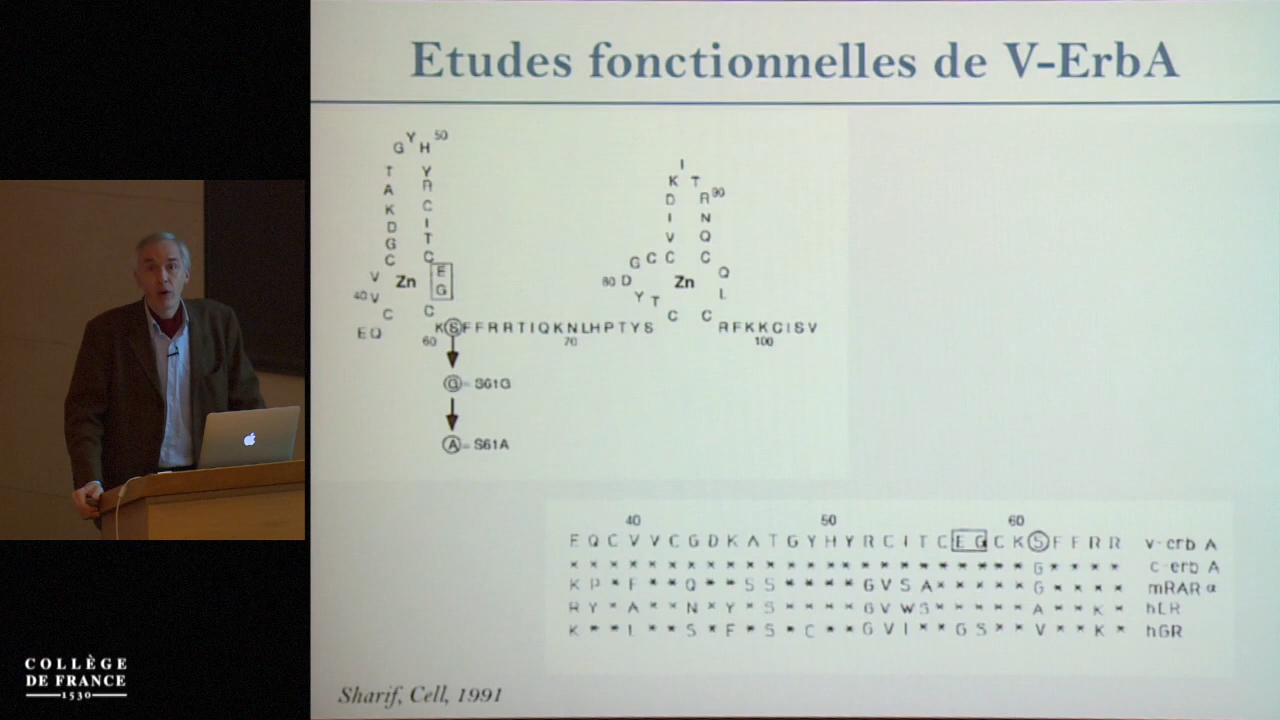 Etudes fonctionnelles de V-ErbA
G Y H 50
T Y
A R
K C
D I
G T
C C
V Zn E
40 V G
C C
E Q
K S F F R R T I Q K N L H P T Y S
60 70
G = S61G
A = S61A
I
K T
D R 90
I N
V Q
G C C C
80 D Zn Q
Y T L
C C
R F K K C I S V
100
40 50 60
E Q C V V C G D K A T G Y H Y R C I T C E G C K S F F R R v-erb A
* * * * * * * * * * * * * * * * * * * * * * * * G * * * * c-erb A
K P * F * * Q * * S S * * * * G V S A * * * * * G * * * * mRAR α
R Y * A * * N * Y * S * * * * G V W S * * * * * A * * K *
K * * L * * S * F * S * C * * G V I * * G S * * V * * K * hGR
Sharif, Cell, 1991
COLLÈGE
DE FRANCE
1530